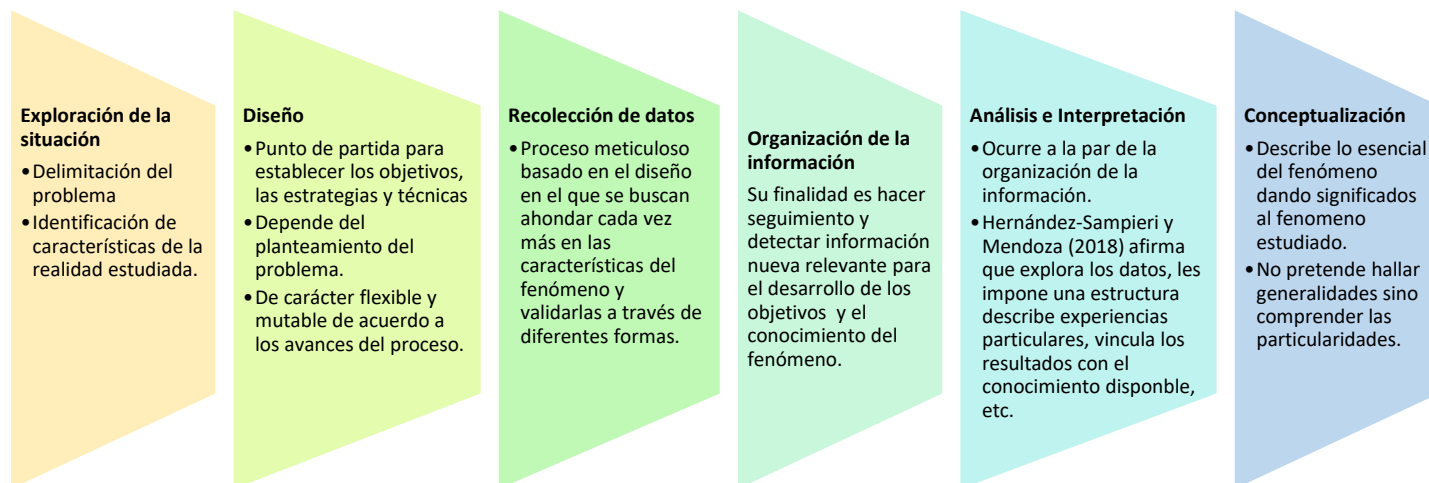 Exploración de la
situación
•Delimitación del
problema
•Identificación de
características de la
realidad estudiada.
Diseño
•Punto de partida para
establecer los objetivos,
las estrategias y técnicas
•Depende del
planteamiento del
problema.
•De carácter flexible y
mutable de acuerdo a
los avances del proceso.
Recolección de datos
•Proceso meticuloso
basado en el diseño
en el que se buscan
ahondar cada vez
más en las
características del
fenómeno y
validarlas a través de
diferentes formas.
Organización de la
información
Su finalidad es hacer
seguimiento y
detectar información
nueva relevante para
el desarrollo de los
objetivos y el
conocimiento del
fenómeno.
Análisis e Interpretación
•Ocurre a la par de la
organización de la
información.
•Hernández-Sampieri y
Mendoza (2018) afirma
que explora los datos, les
impone una estructura
describe experiencias
particulares, vincula los
resultados con el
conocimiento disponble,
etc.
Conceptualización
•Describe lo esencial
del fenómeno
dando significados
al fenomeno
estudiado.
•No pretende hallar
generalidades sino
comprender las
particularidades.